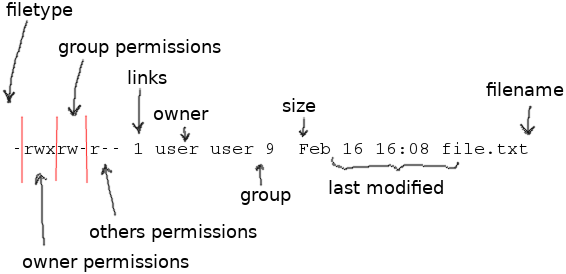 filetype
group permissions
links
owner
size
filename
-rwxrw-r-- 1 user user 9 Feb 16 16:08 file.txt
last modified
group
others permissions
owner permissions